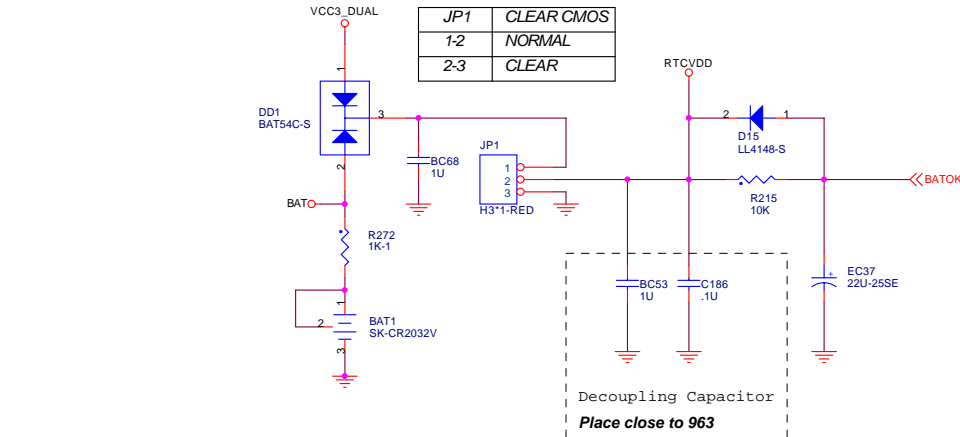 VCC3_DUAL
JP1 CLEAR CMOS
1-2 NORMAL
2-3 CLEAR
RTCVDD
1
DD1
BAT54C-S
3
2
BC68
1U
JP1
1
2
3
H3*1-RED
2
1
D15
LL4148-S
R215
10K
BATOK
BAT
R272
1K-1
1
2
3
BAT1
SK-CR2032V
BC53
1U
C186
.1U
+
EC37
22U-25SE
Decoupling Capacitor
Place close to 963